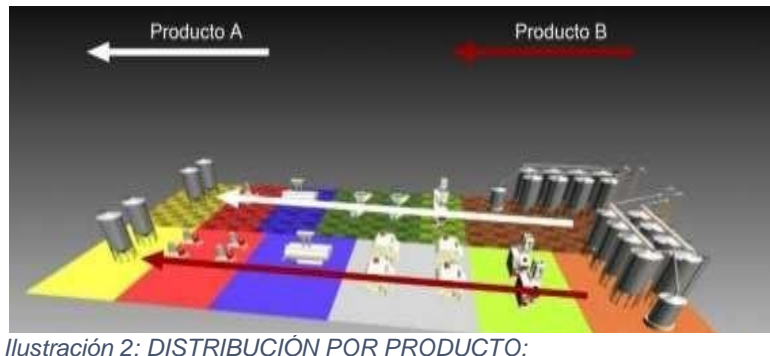 Producto A
Producto B
Ilustración 2: DISTRIBUCIÓN POR PRODUCTO: